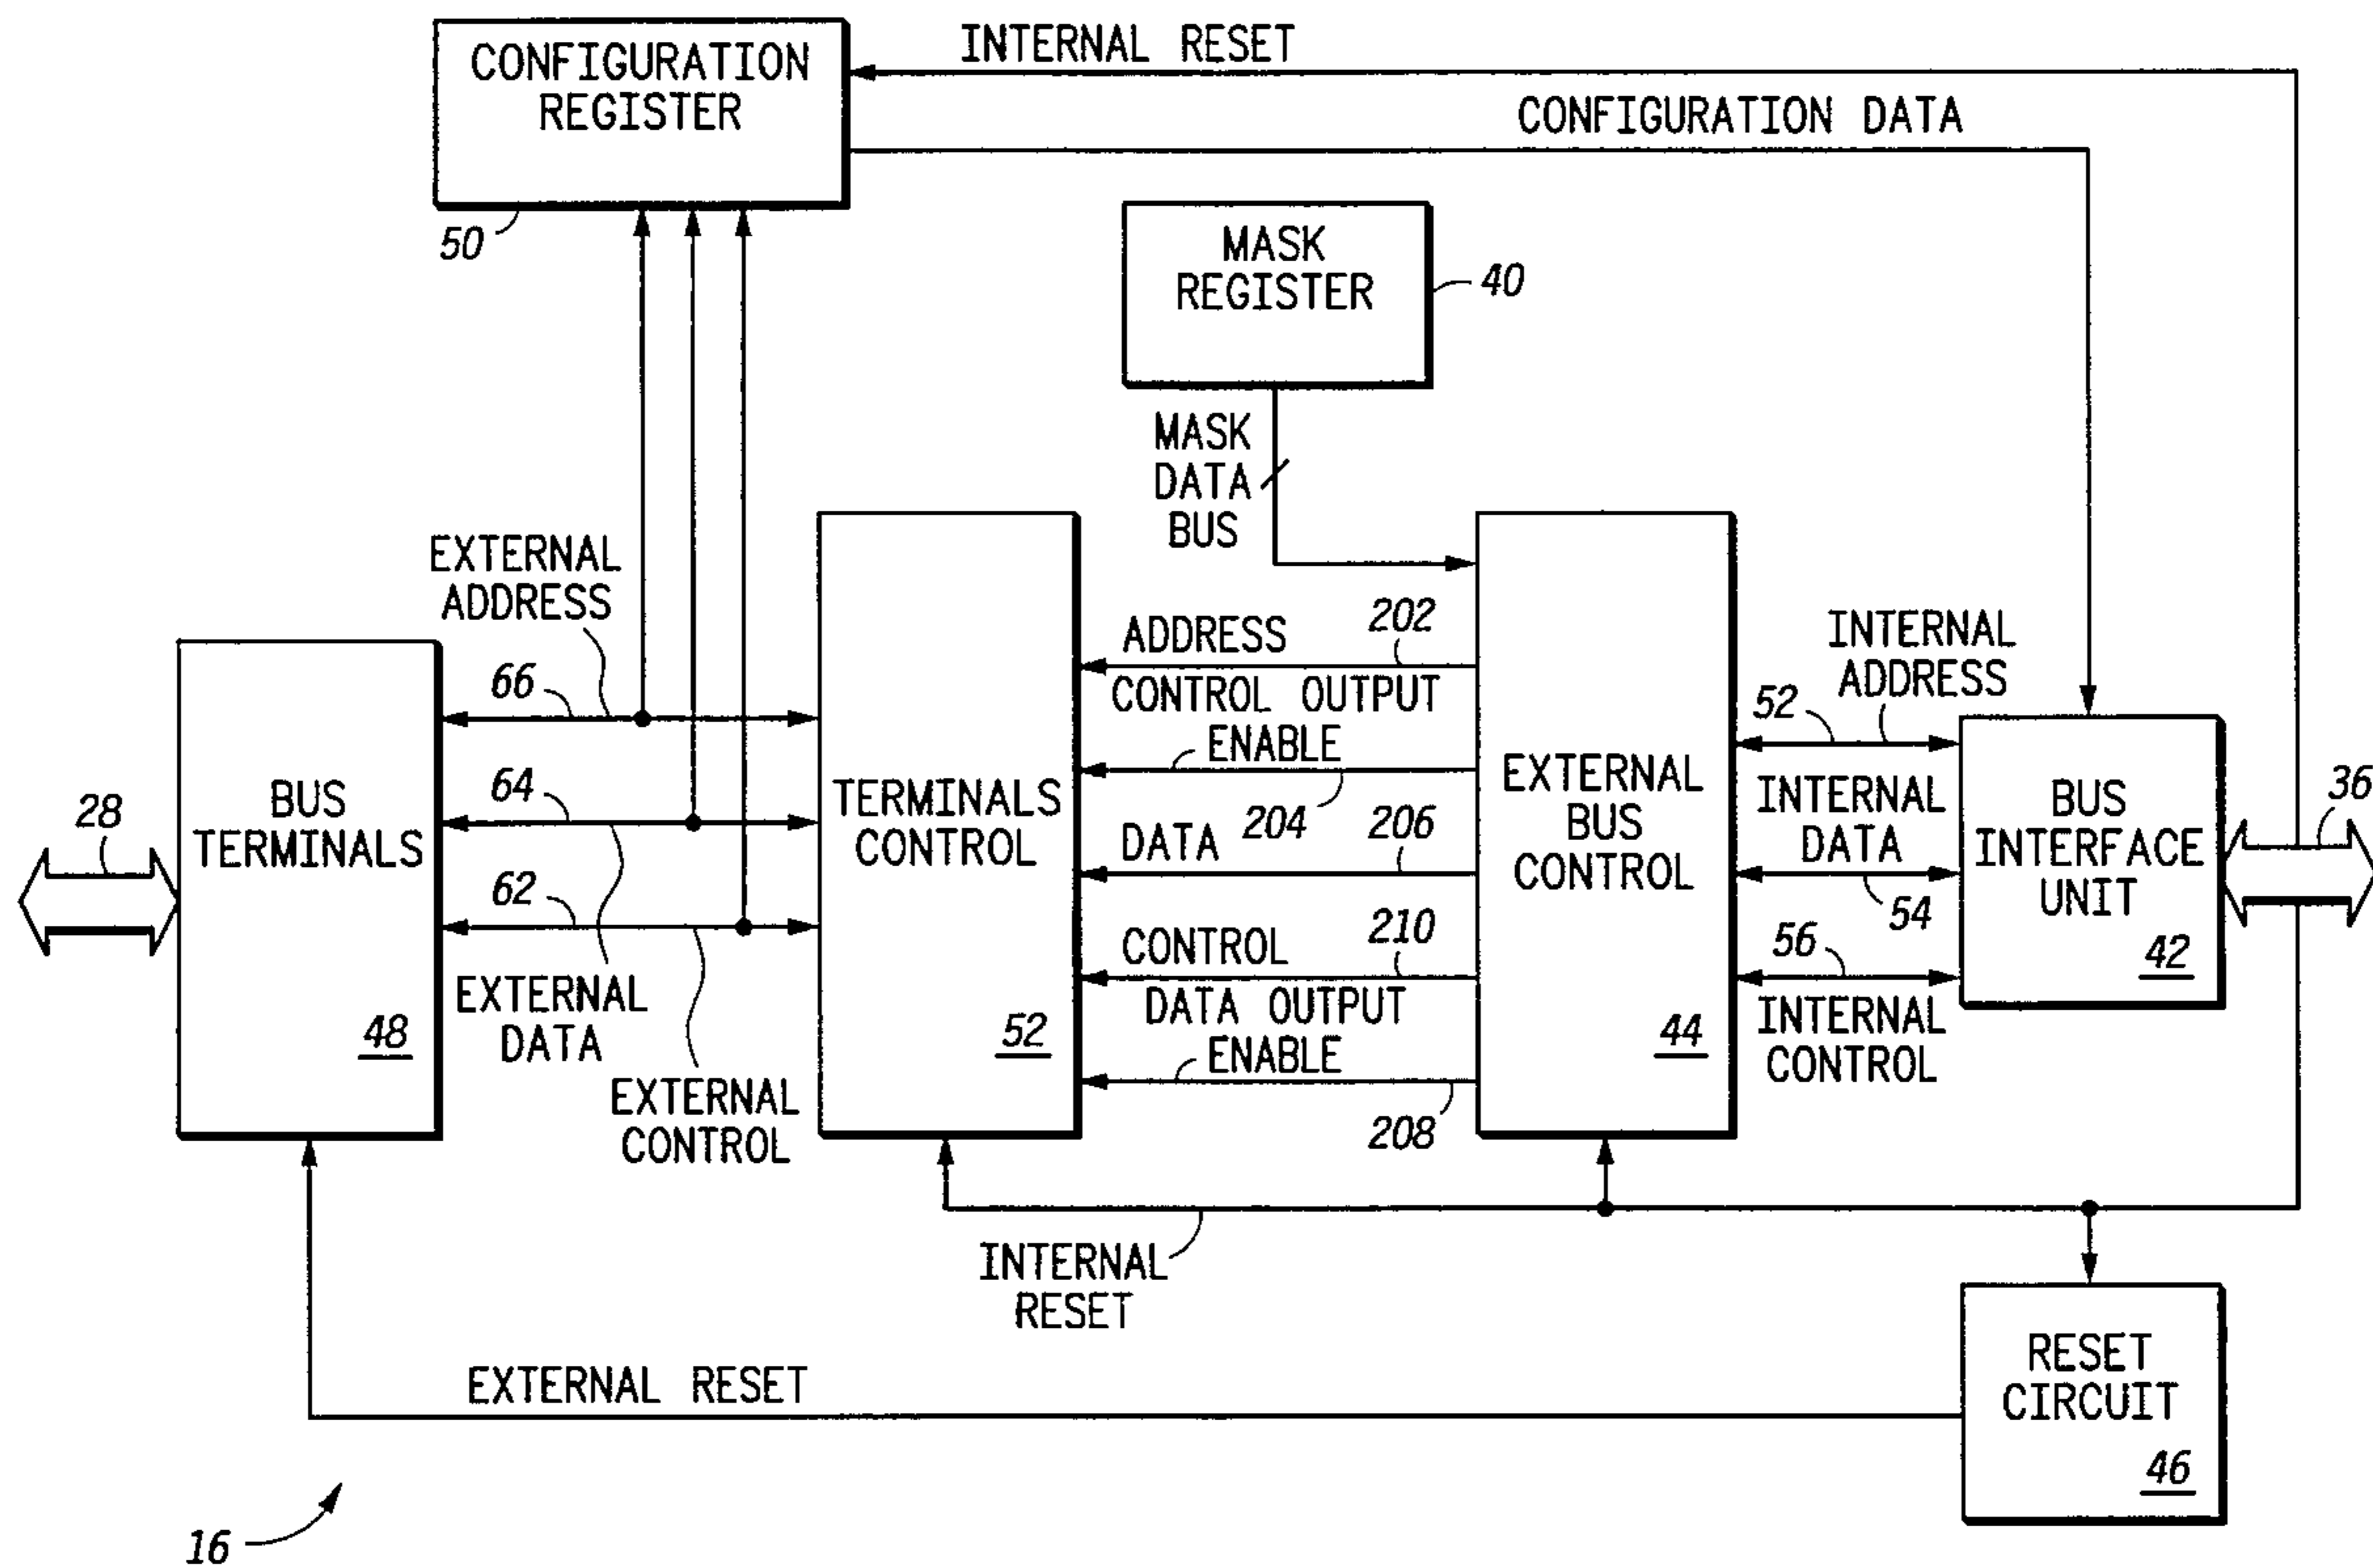 CONFIGURATION
REGISTER
50
INTERNAL RESET
CONFIGURATION DATA
MASK
REGISTER
40
MASK
DATA
BUS
EXTERNAL
ADDRESS
66
64
62
EXTERNAL
DATA
EXTERNAL
CONTROL
28
BUS
TERMINALS
48
TERMINALS
CONTROL
52
ADDRESS
202
CONTROL OUTPUT
ENABLE
204
DATA
206
CONTROL
210
DATA OUTPUT
ENABLE
208
EXTERNAL
BUS
CONTROL
44
INTERNAL
ADDRESS
52
INTERNAL
DATA
54
56
INTERNAL
CONTROL
BUS
INTERFACE
UNIT
42
36
INTERNAL
RESET
EXTERNAL RESET
RESET
CIRCUIT
46
16